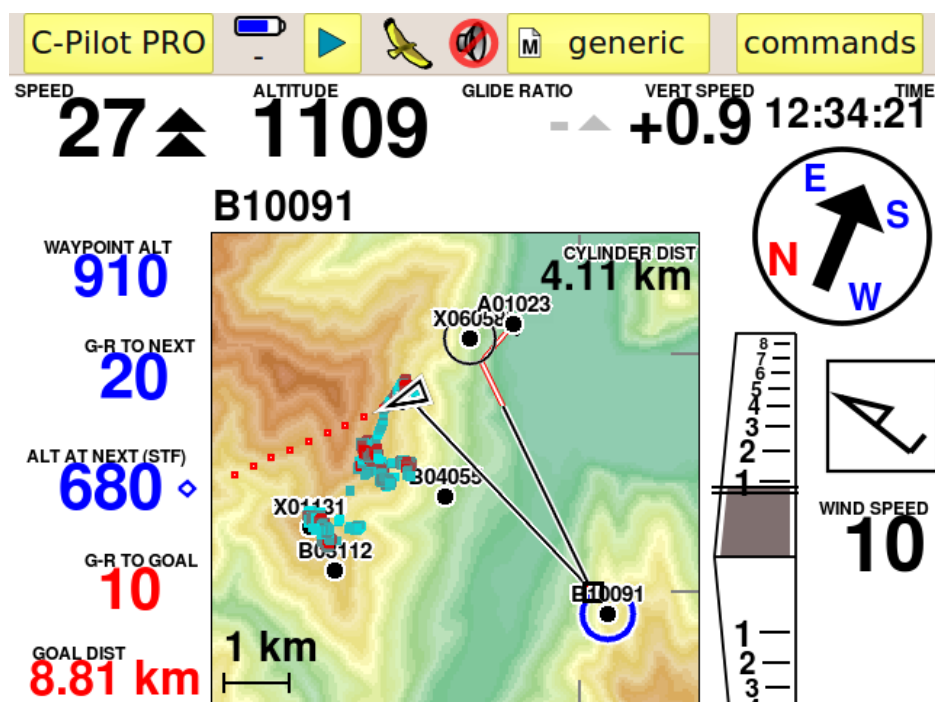 C-Pilot PRO
-
M generic
commands
SPEED
27
ALTITUDE
1109
GLIDE RATIO
-
VERT SPEED
+0.9
TIME
12:34:21
B10091
WAYPOINT ALT
910
G-R TO NEXT
20
ALT AT NEXT (STF)
680
G-R TO GOAL
10
GOAL DIST
8.81 km
CYLINDER DIST
4.11 km
A01023
X06058
B04055
X01131
B03112
B10091
1 km
E
S
N
W
8
7
6
5
4
3
2
1
1
2
3
WIND SPEED
10